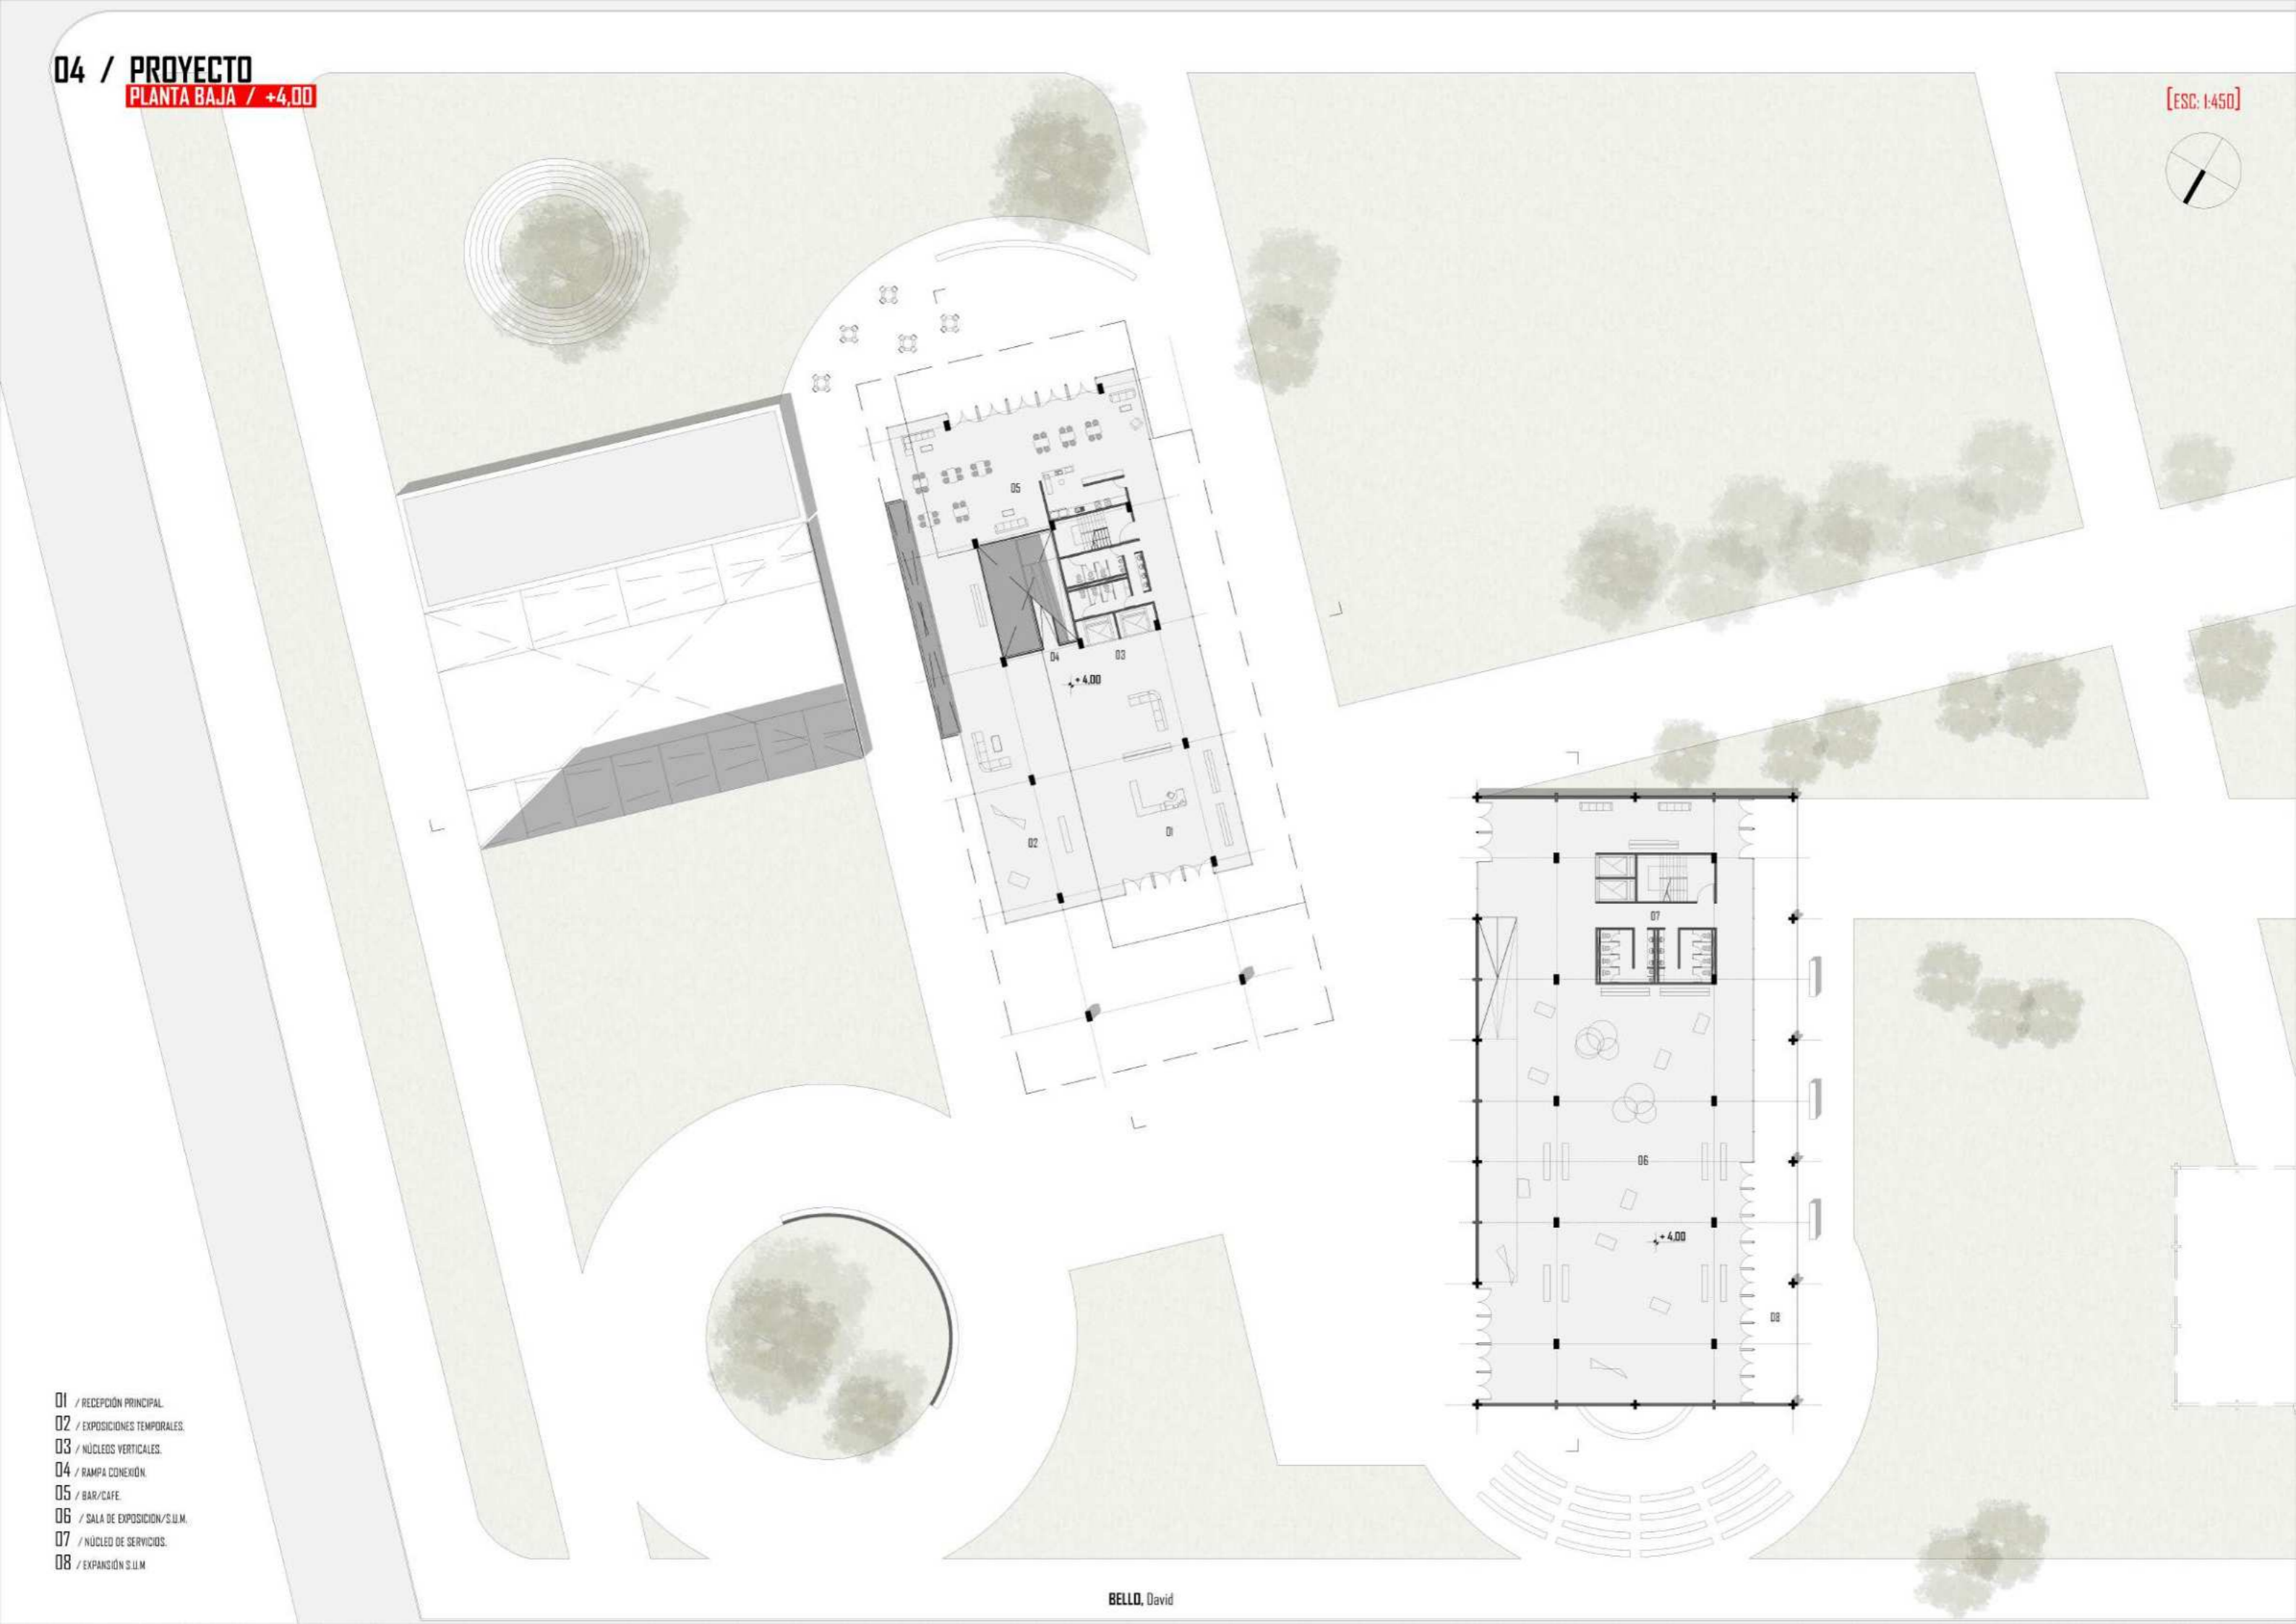 04 / PROYECTO
PLANTA BAJA / +4,00
[ESC: 1:450]
05
04
03
+ 4,00
02
01
07
06
+ 4,00
08
01 / RECEPCIÓN PRINCIPAL.
02 / EXPOSICIONES TEMPORALES.
03 / NÚCLEOS VERTICALES.
04 / RAMPA CONEXIÓN.
05 / BAR/CAFE.
06 / SALA DE EXPOSICION/S.U.M.
07 / NÚCLEO DE SERVICIOS.
08 / EXPANSIÓN S.U.M
BELLO, David